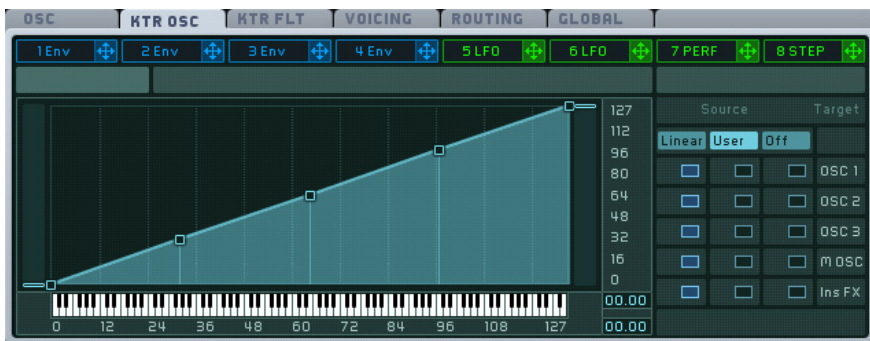 OSC KTR OSC KTR FLT VOICING ROUTING GLOBAL
1 Env 2 Env 3 Env 4 Env 5 LFO 6 LFO 7 PERF 8 STEP
127
112
96
80
64
48
32
16
0
00.00
0 12 24 36 48 60 72 84 96 108 127 00.00
Source Target
Linear User Off
OSC 1
OSC 2
OSC 3
M OSC
Ins FX